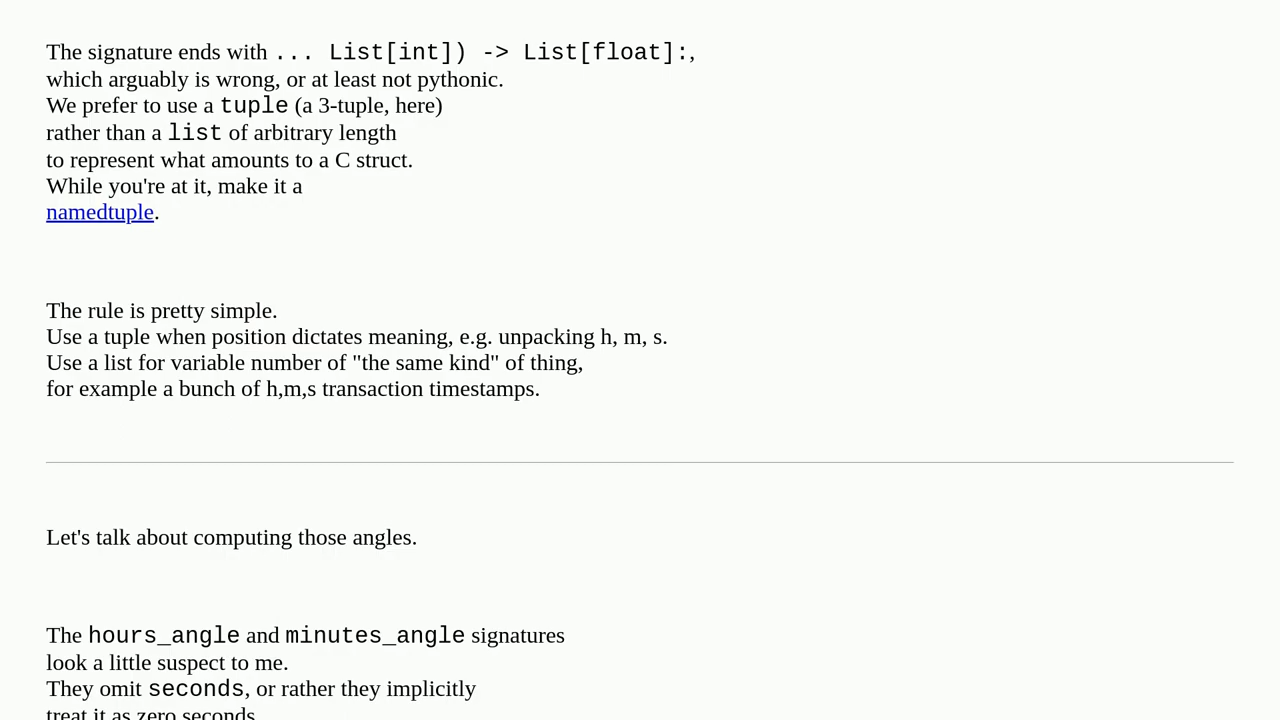 The signature ends with ... List[int]) -> List[float]:,
which arguably is wrong, or at least not pythonic.
We prefer to use a tuple (a 3-tuple, here)
rather than a list of arbitrary length
to represent what amounts to a C struct.
While you're at it, make it a
namedtuple.
The rule is pretty simple.
Use a tuple when position dictates meaning, e.g. unpacking h, m, s.
Use a list for variable number of "the same kind" of thing,
for example a bunch of h,m,s transaction timestamps.
Let's talk about computing those angles.
The hours_angle and minutes_angle signatures
look a little suspect to me.
They omit seconds, or rather they implicitly
treat it as zero seconds.